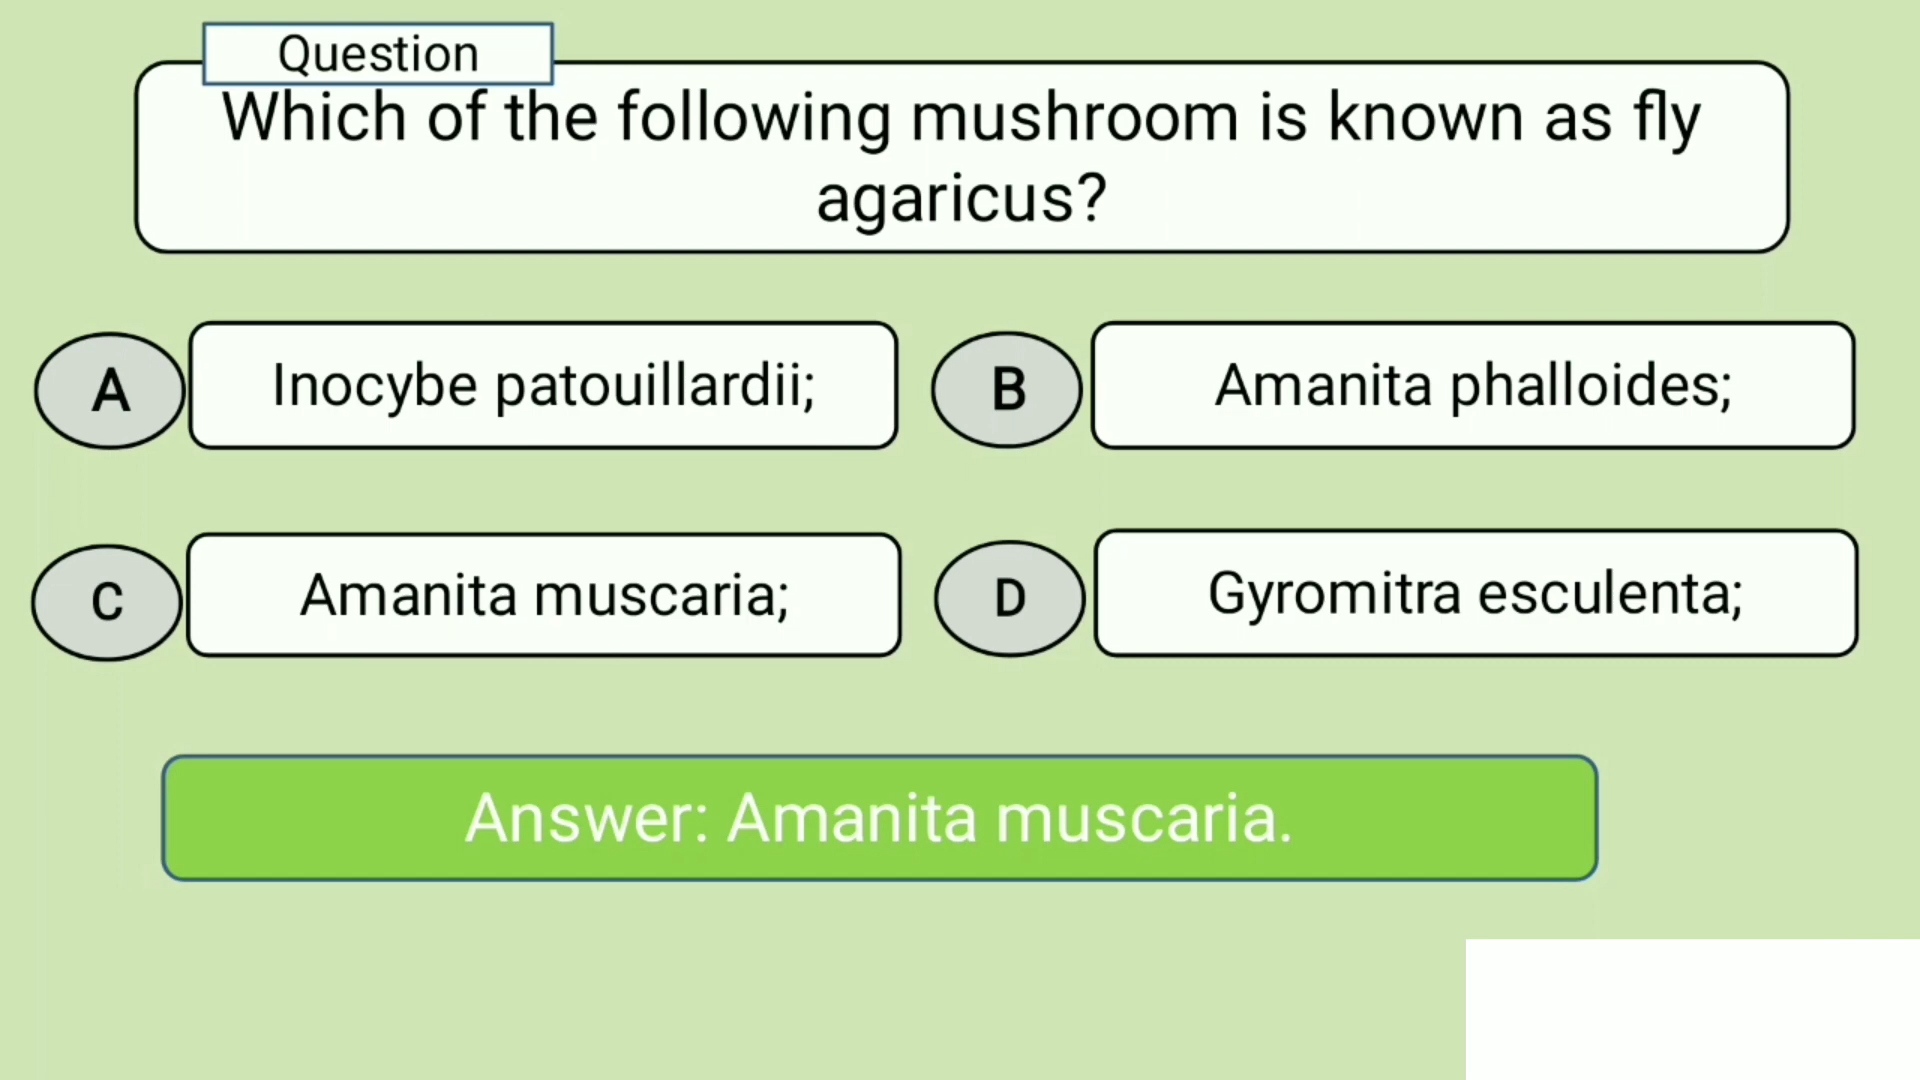 Question
Which of the following mushroom is known as fly
agaricus?
A
Inocybe patouillardii;
B
Amanita phalloides;
C
Amanita muscaria;
D
Gyromitra esculenta;
Answer: Amanita muscaria.